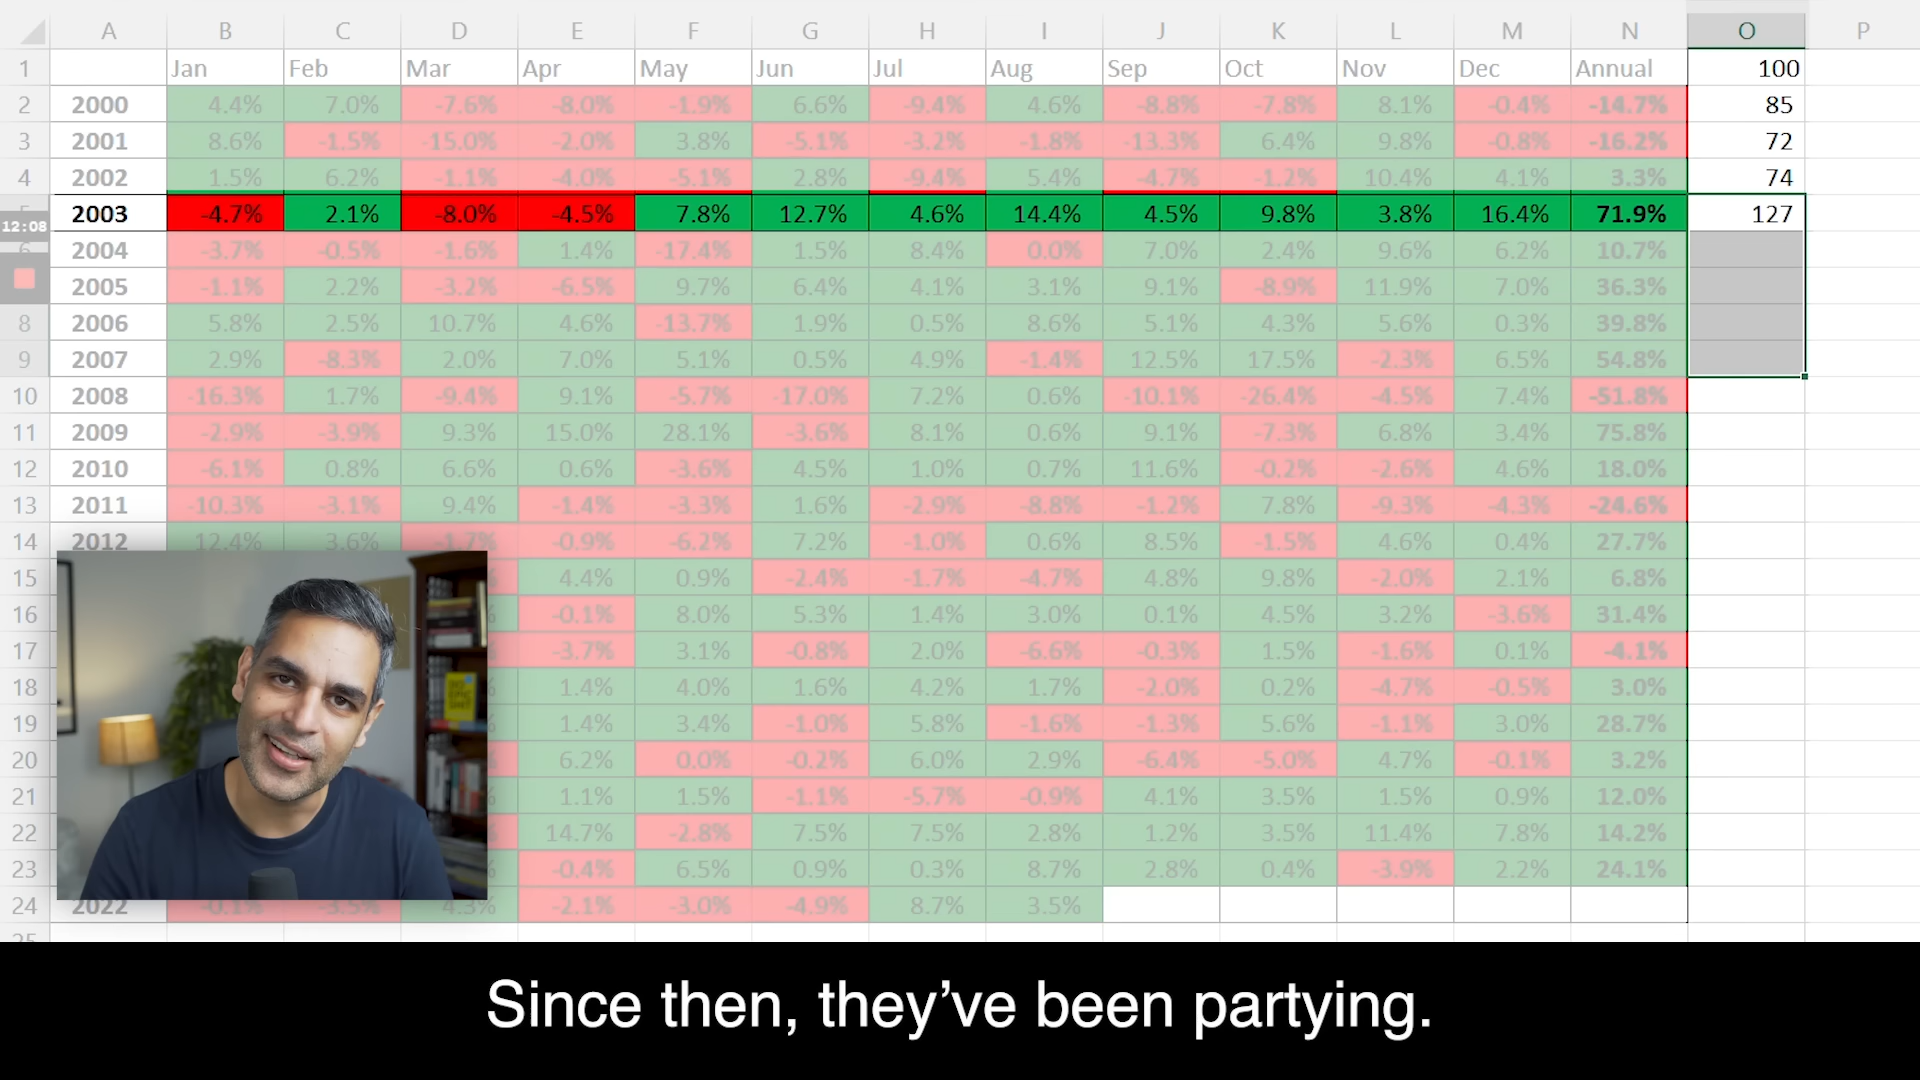 A B C D E F G H I J K L M N O P
1 Jan Feb Mar Apr May Jun Jul Aug Sep Oct Nov Dec Annual 100
2 2000 4.4% 7.0% -7.6% -8.0% -1.9% 6.6% -9.4% 4.6% -8.8% -7.8% 8.1% -0.4% -14.7% 85
3 2001 8.6% -1.5% -15.0% -2.0% 3.8% -5.1% -3.2% -1.8% -13.3% 6.4% 9.8% -0.8% -16.2% 72
4 2002 1.5% 6.2% -1.1% -4.0% -5.1% 2.8% -9.4% 5.4% -4.7% -1.2% 10.4% 4.1% 3.3% 74
2003 -4.7% 2.1% -8.0% -4.5% 7.8% 12.7% 4.6% 14.4% 4.5% 9.8% 3.8% 16.4% 71.9% 127
12:08
2004 -3.7% -0.5% -1.6% 1.4% -17.4% 1.5% 8.4% 0.0% 7.0% 2.4% 9.6% 6.2% 10.7%
2005 -1.1% 2.2% -3.2% -6.5% 9.7% 6.4% 4.1% 3.1% 9.1% -8.9% 11.9% 7.0% 36.3%
8 2006 5.8% 2.5% 10.7% 4.6% -13.7% 1.9% 0.5% 8.6% 5.1% 4.3% 5.6% 0.3% 39.8%
9 2007 2.9% -8.3% 2.0% 7.0% 5.1% 0.5% 4.9% -1.4% 12.5% 17.5% -2.3% 6.5% 54.8%
10 2008 -16.3% 1.7% -9.4% 9.1% -5.7% -17.0% 7.2% 0.6% -10.1% -26.4% -4.5% 7.4% -51.8%
11 2009 -2.9% -3.9% 9.3% 15.0% 28.1% -3.6% 8.1% 0.6% 9.1% -7.3% 6.8% 3.4% 75.8%
12 2010 -6.1% 0.8% 6.6% 0.6% -3.6% 4.5% 1.0% 0.7% 11.6% -0.2% -2.6% 4.6% 18.0%
13 2011 -10.3% -3.1% 9.4% -1.4% -3.3% 1.6% -2.9% -8.8% -1.2% 7.8% -9.3% -4.3% -24.6%
14 2012 12.4% 3.6% -1.7% -0.9% -6.2% 7.2% -1.0% 0.6% 8.5% -1.5% 4.6% 0.4% 27.7%
15 4.4% 0.9% -2.4% -1.7% -4.7% 4.8% 9.8% -2.0% 2.1% 6.8%
16 -0.1% 8.0% 5.3% 1.4% 3.0% 0.1% 4.5% 3.2% -3.6% 31.4%
17 -3.7% 3.1% -0.8% 2.0% -6.6% -0.3% 1.5% -1.6% 0.1% -4.1%
18 1.4% 4.0% 1.6% 4.2% 1.7% -2.0% 0.2% -4.7% -0.5% 3.0%
19 1.4% 3.4% -1.0% 5.8% -1.6% -1.3% 5.6% -1.1% 3.0% 28.7%
20 6.2% 0.0% -0.2% 6.0% 2.9% -6.4% -5.0% 4.7% -0.1% 3.2%
21 1.1% 1.5% -1.1% -5.7% -0.9% 4.1% 3.5% 1.5% 0.9% 12.0%
22 14.7% -2.8% 7.5% 7.5% 2.8% 1.2% 3.5% 11.4% 7.8% 14.2%
23 -0.4% 6.5% 0.9% 0.3% 8.7% 2.8% 0.4% -3.9% 2.2% 24.1%
24 2022 -0.1% -3.5% 4.3% -2.1% -3.0% -4.9% 8.7% 3.5%
Since then, they've been partying.